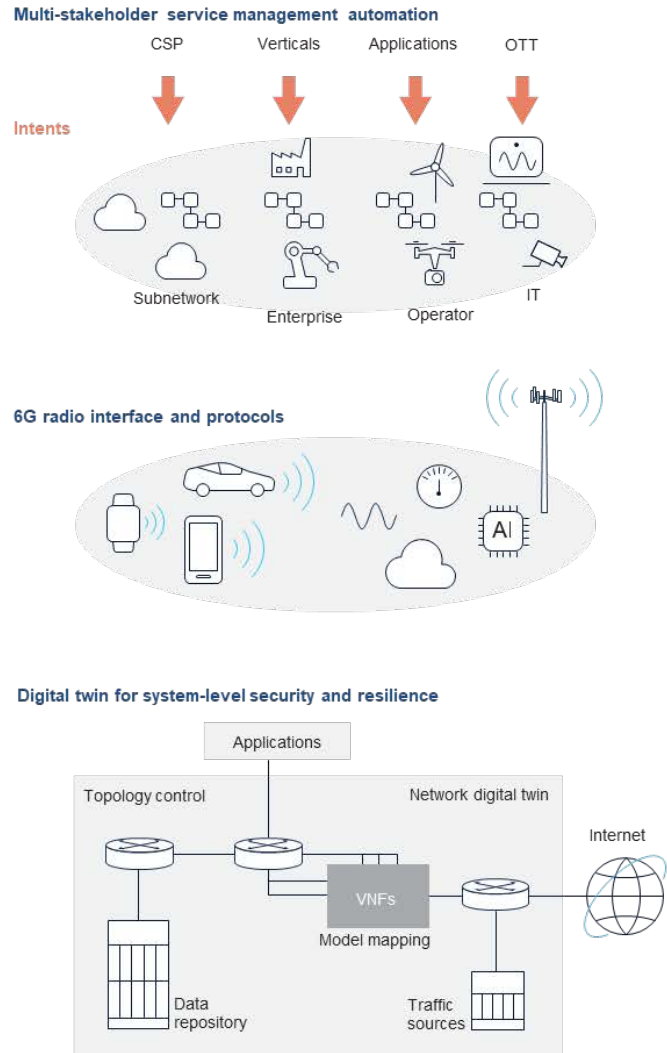 Multi-stakeholder service management automation
CSP
Verticals
Applications
OTT
Intents
Subnetwork
Enterprise
Operator
IT
6G radio interface and protocols
AI
Digital twin for system-level security and resilience
Applications
Topology control
Network digital twin
Internet
VNFs
Model mapping
Data
repository
Traffic
sources